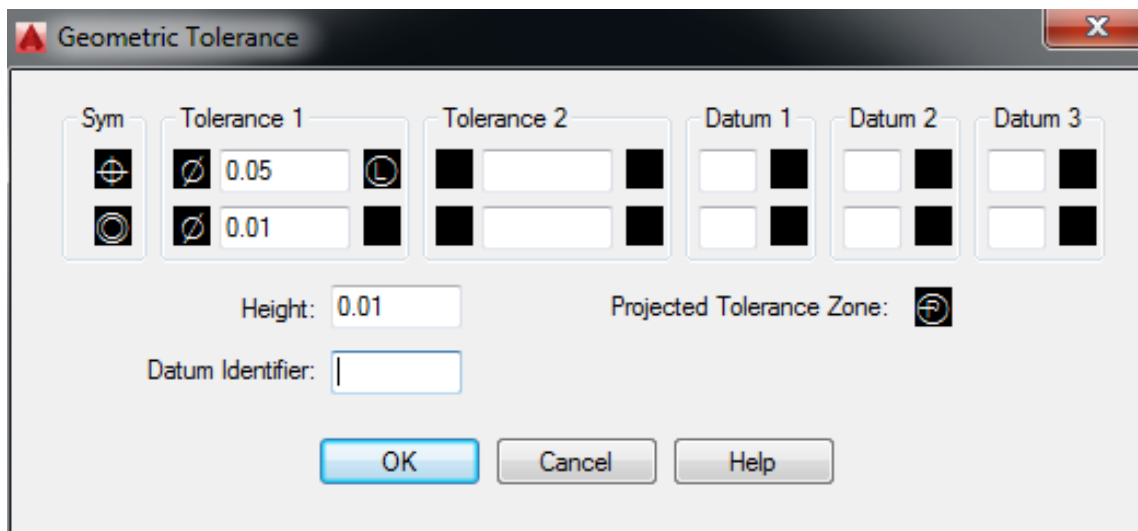 Geometric Tolerance
Sym Tolerance 1 Tolerance 2 Datum 1 Datum 2 Datum 3
⌖ ∅ 0.05 Ⓛ
◎ ∅ 0.01
Height: 0.01 Projected Tolerance Zone: Ⓟ
Datum Identifier:
OK Cancel Help